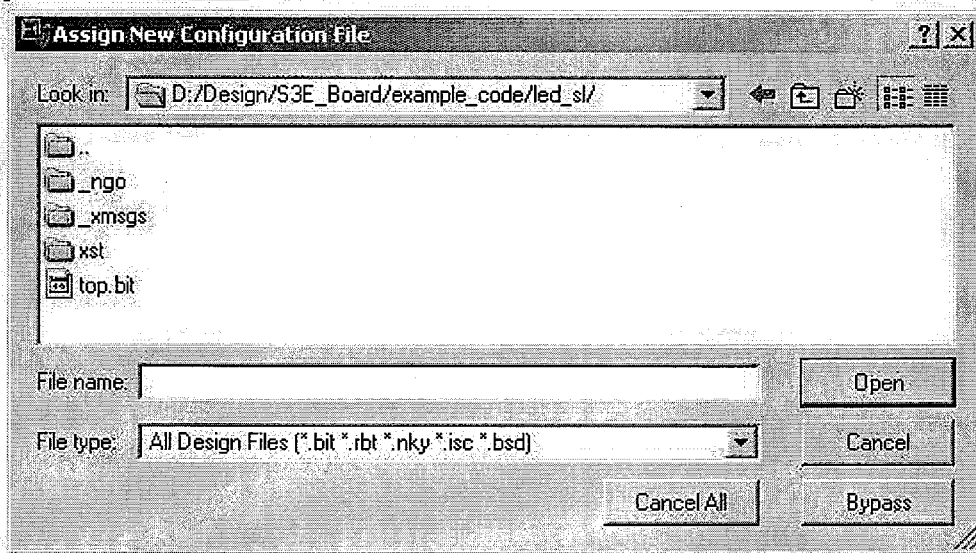 Assign New Configuration File
Look in: D:/Design/S3E_Board/example_code/led_sl/
..
_ngo
_xmsgs
xst
top.bit
File name: Open
File type: All Design Files (*.bit *.rbt *.nky *.isc *.bsd) Cancel
Cancel All Bypass